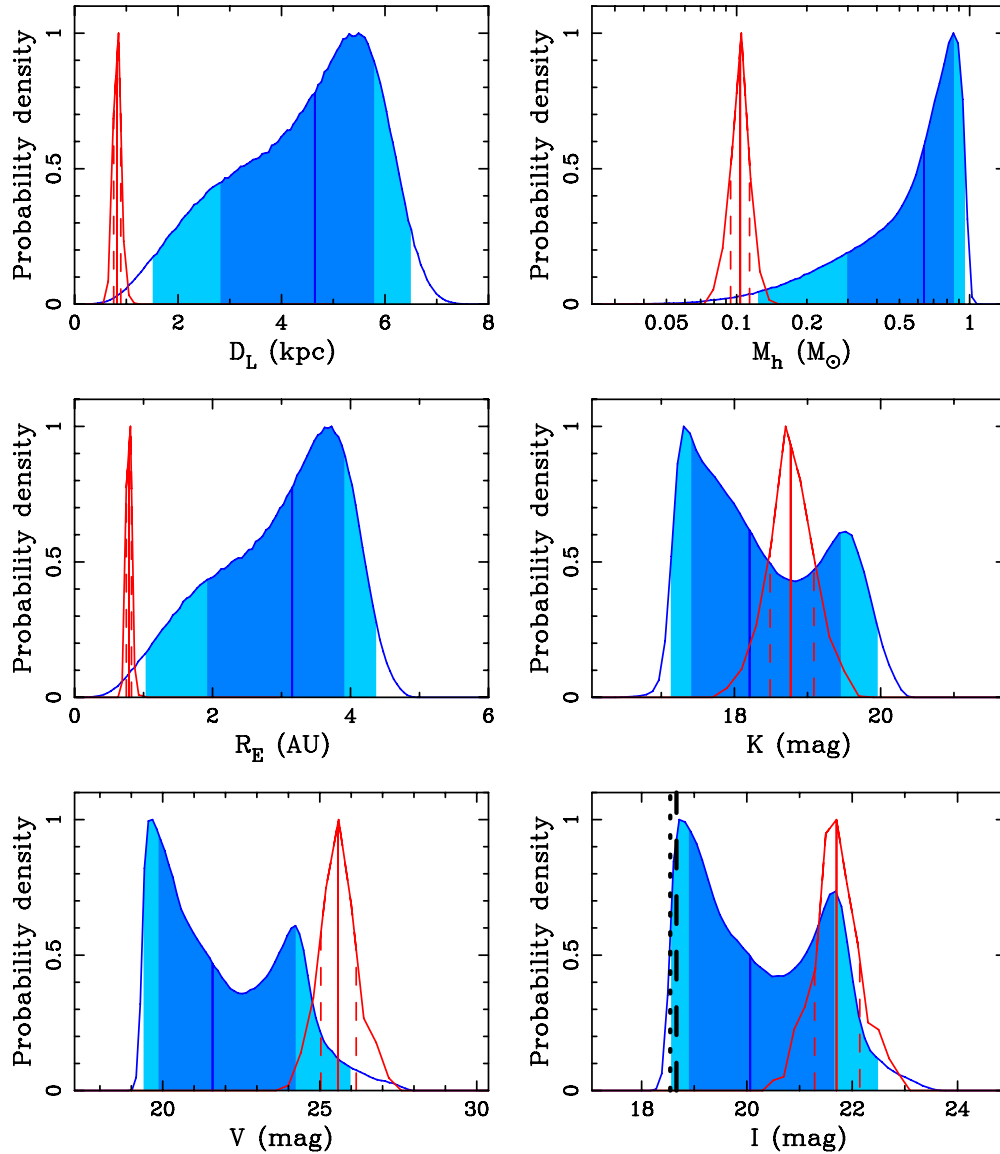 Probability density
0 0.5 1
0 2 4 6 8
D_L (kpc)
Probability density
0 0.5 1
0.05 0.1 0.2 0.5 1
M_h (M_⊙)
Probability density
0 0.5 1
0 2 4 6
R_E (AU)
Probability density
0 0.5 1
18 20
K (mag)
Probability density
0 0.5 1
20 25 30
V (mag)
Probability density
0 0.5 1
18 20 22 24
I (mag)